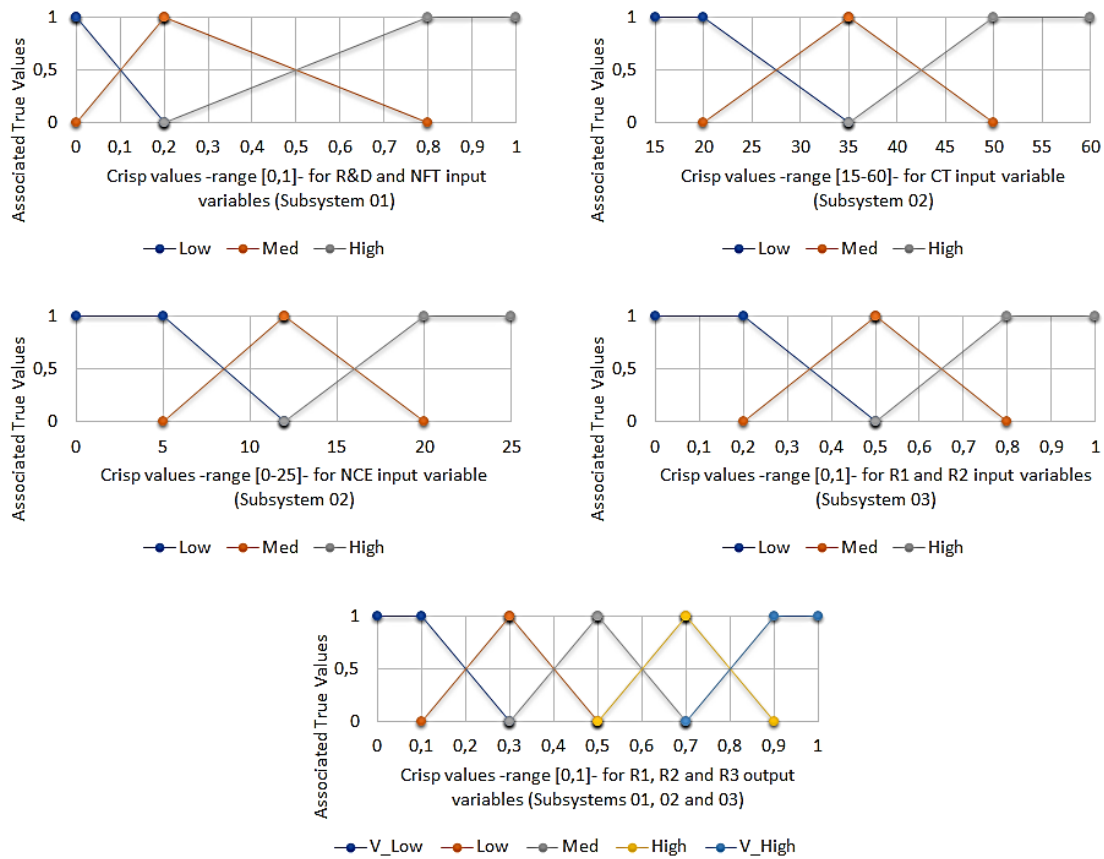 Associated True Values
1
0,5
0
0 0,1 0,2 0,3 0,4 0,5 0,6 0,7 0,8 0,9 1
Crisp values -range [0,1]- for R&D and NFT input
variables (Subsystem 01)
Low Med High
Associated True Values
1
0,5
0
15 20 25 30 35 40 45 50 55 60
Crisp values -range [15-60]- for CT input variable
(Subsystem 02)
Low Med High
Associated True Values
1
0,5
0
0 5 10 15 20 25
Crisp values -range [0-25]- for NCE input variable
(Subsystem 02)
Low Med High
Associated True Values
1
0,5
0
0 0,1 0,2 0,3 0,4 0,5 0,6 0,7 0,8 0,9 1
Crisp values -range [0,1]- for R1 and R2 input variables
(Subsystem 03)
Low Med High
Associated True Values
1
0,5
0
0 0,1 0,2 0,3 0,4 0,5 0,6 0,7 0,8 0,9 1
Crisp values -range [0,1]- for R1, R2 and R3 output
variables (Subsystems 01, 02 and 03)
V_Low Low Med High V_High